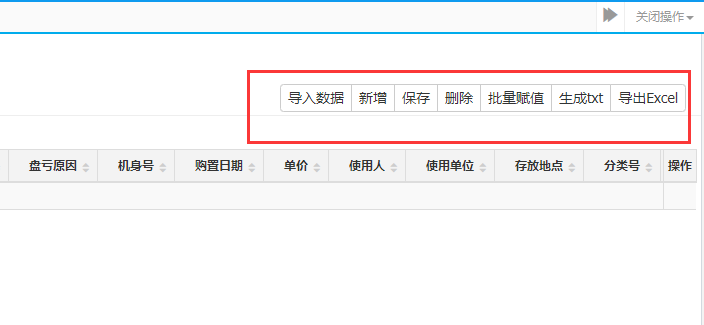 关闭操作
导入数据 新增 保存 删除 批量赋值 生成txt 导出Excel
盘亏原因 机身号 购置日期 单价 使用人 使用单位 存放地点 分类号 操作